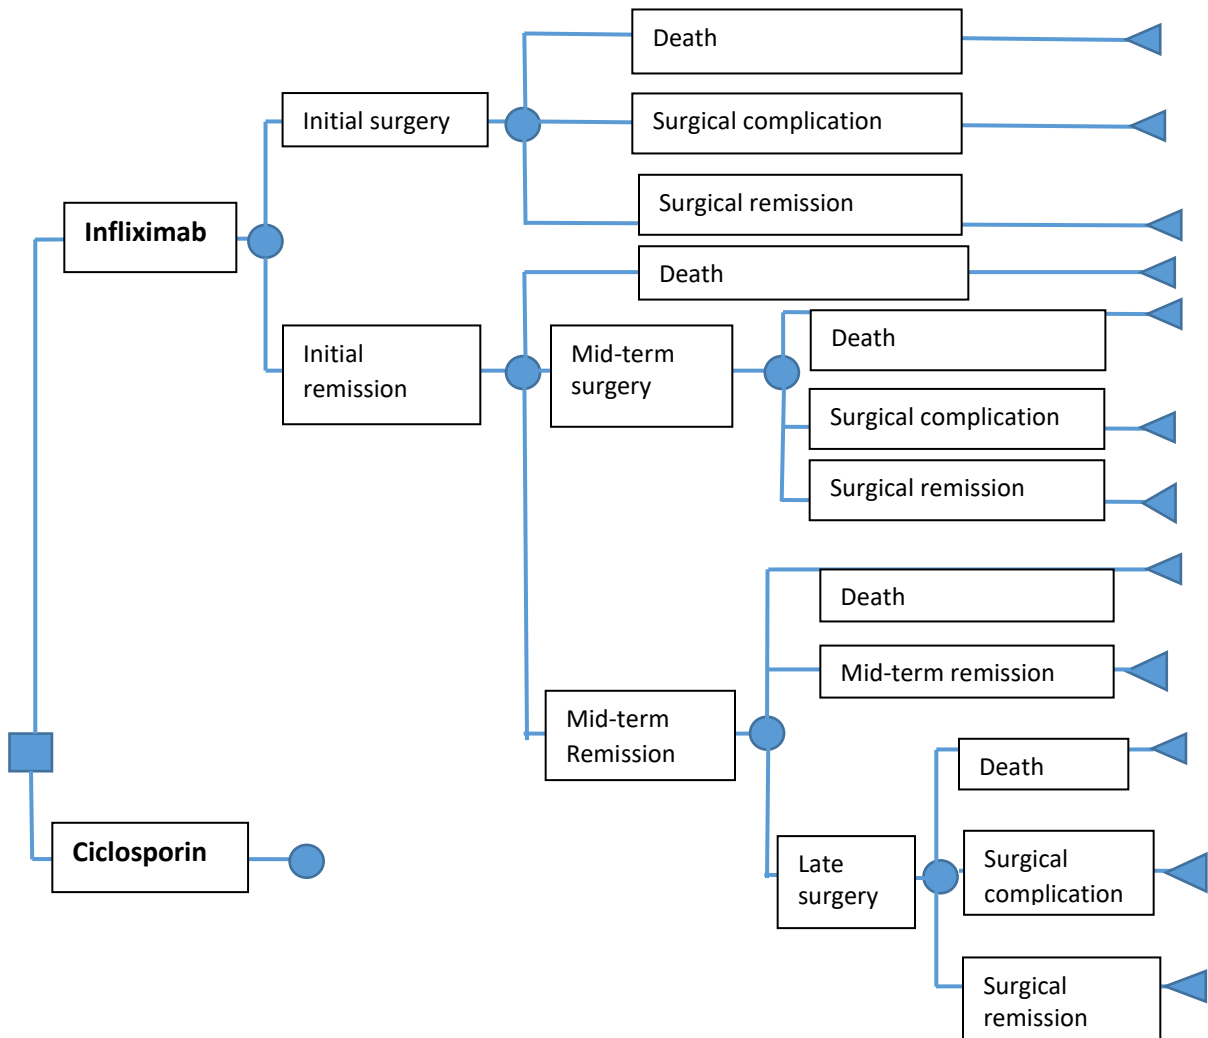 Death
Initial surgery
Surgical complication
Surgical remission
Infliximab
Death
Initial
remission
Mid-term
surgery
Death
Surgical complication
Surgical remission
Death
Mid-term remission
Mid-term
Remission
Death
Ciclosporin
Late
surgery
Surgical
complication
Surgical
remission